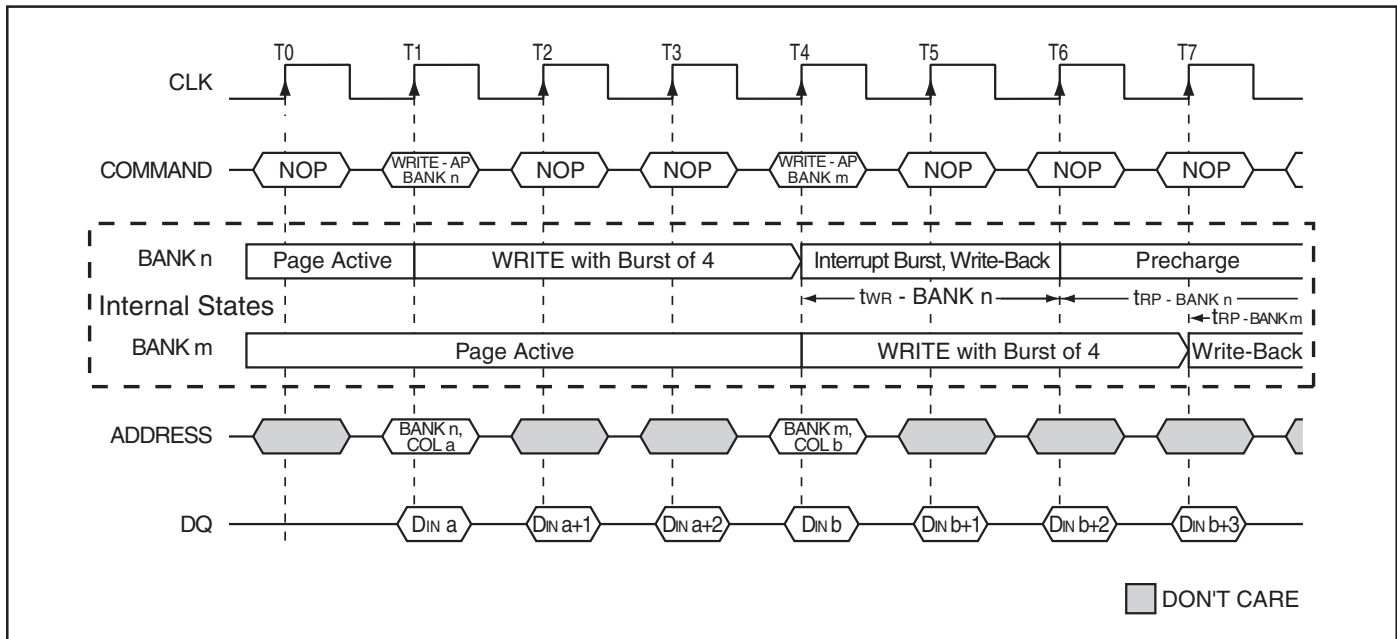 T0 T1 T2 T3 T4 T5 T6 T7
CLK
COMMAND NOP WRITE - AP BANK n NOP NOP WRITE - AP BANK m NOP NOP NOP
BANK n Page Active WRITE with Burst of 4 Interrupt Burst, Write-Back Precharge
Internal States tWR - BANK n tRP - BANK n
tRP - BANK m
BANK m Page Active WRITE with Burst of 4 Write-Back
ADDRESS BANK n, COL a BANK m, COL b
DQ DIN a DIN a+1 DIN a+2 DIN b DIN b+1 DIN b+2 DIN b+3
DON'T CARE